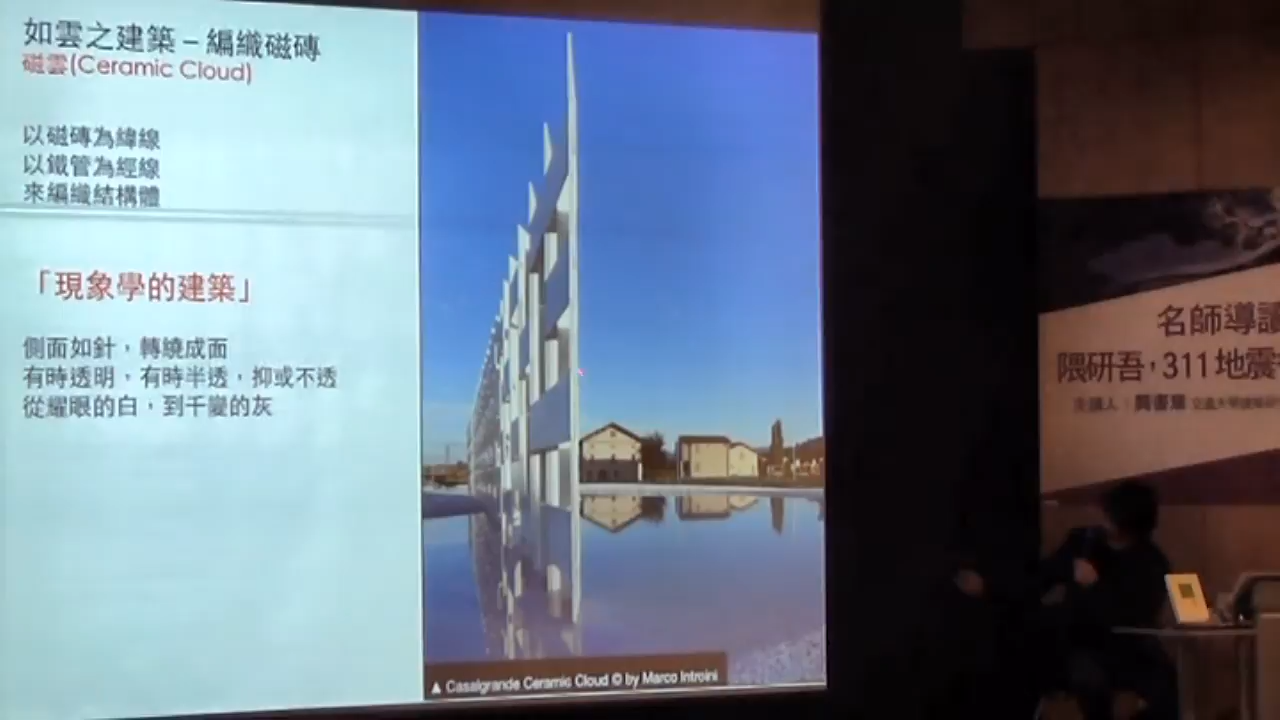 如雲之建築 – 編織磁磚
磁雲(Ceramic Cloud)
以磁磚為緯線
以鐵管為經線
來編織結構體
「現象學的建築」
側面如針，轉繞成面
有時透明，有時半透，抑或不透
從耀眼的白，到千變的灰
▲ Casalgrande Ceramic Cloud © by Marco Introini
名師導讀
隈研吾，311地震
主講人